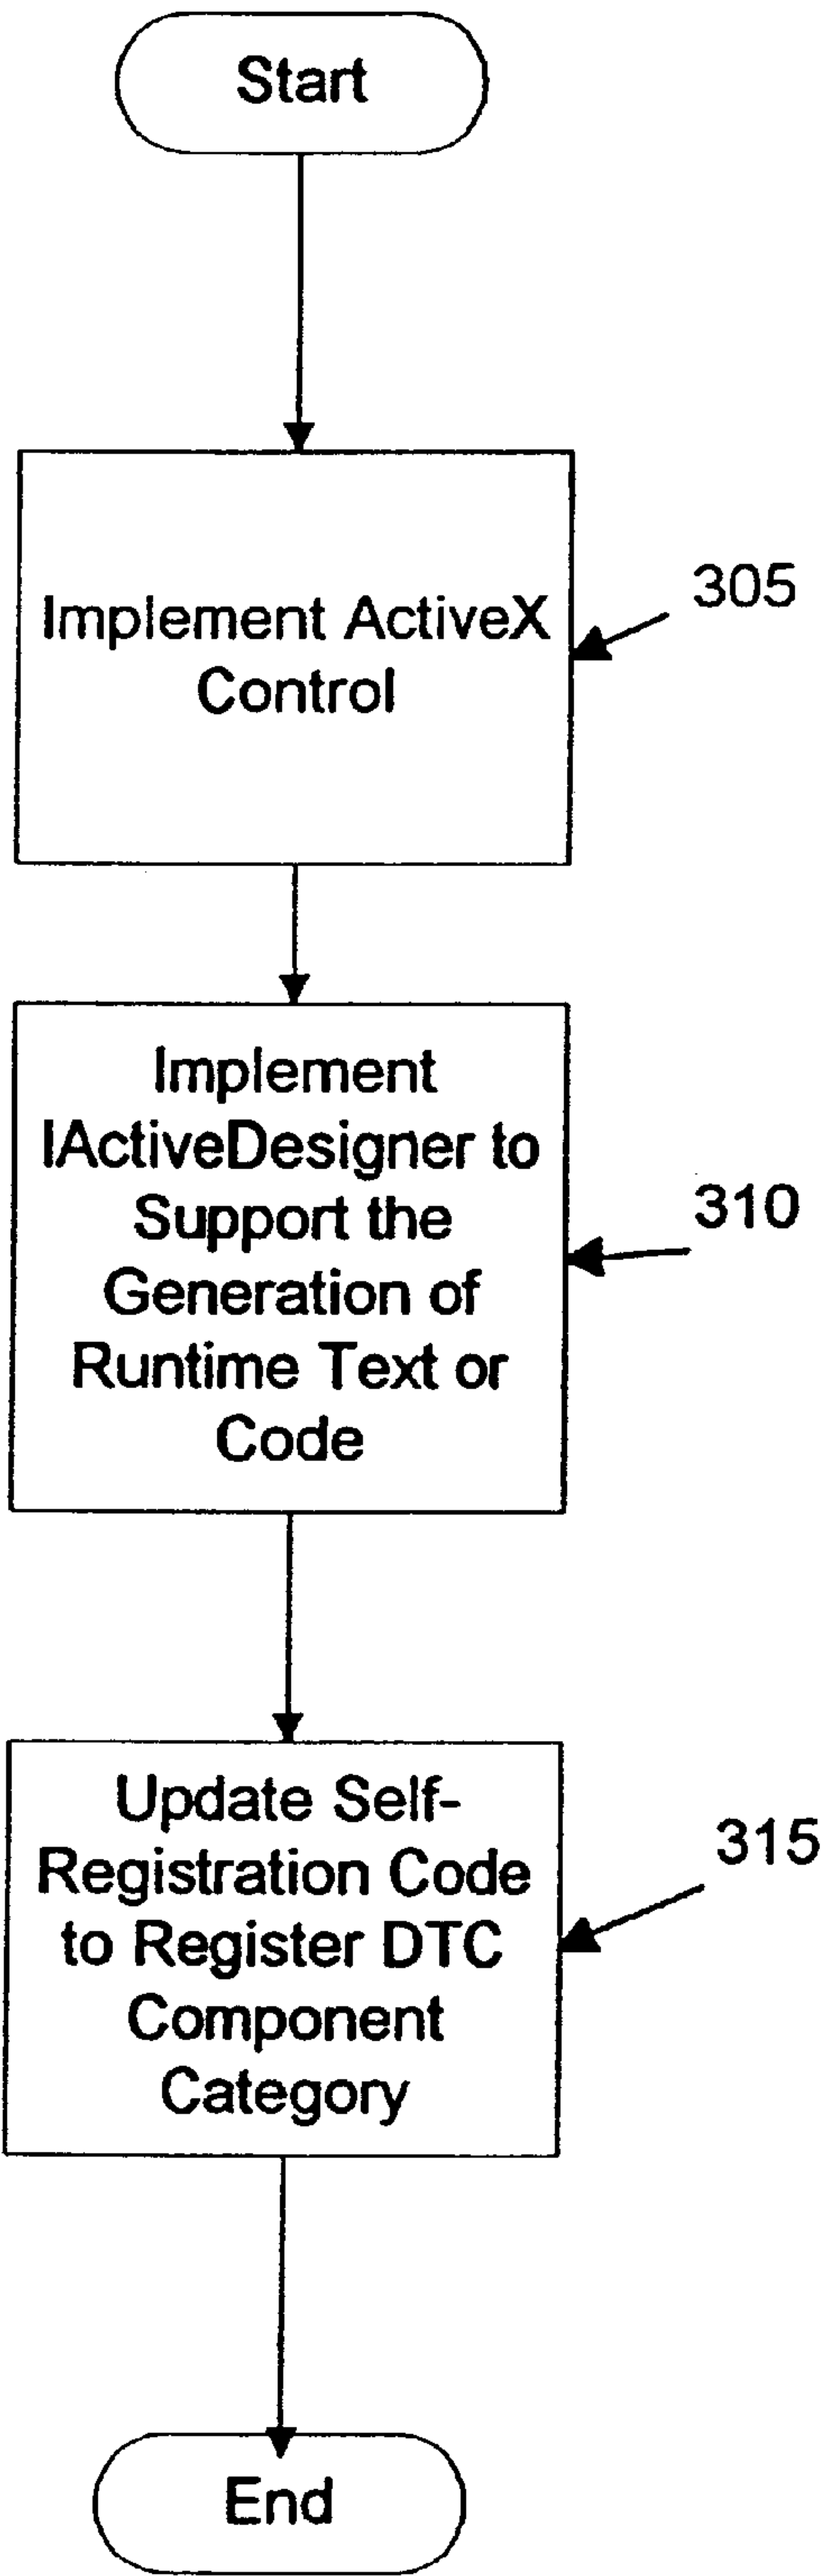 Start
Implement ActiveX
Control
305
Implement
IActiveDesigner to
Support the
Generation of
Runtime Text or
Code
310
Update Self-
Registration Code
to Register DTC
Component
Category
315
End